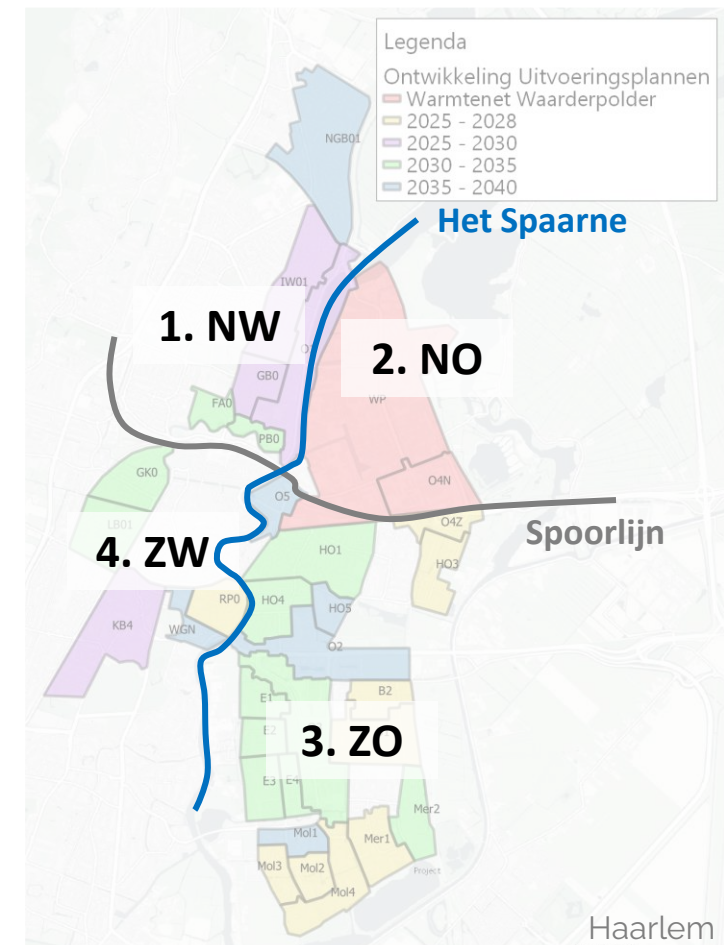 Legenda
Ontwikkeling Uitvoeringsplannen
Warmtenet Waarderpolder
2025 - 2028
2025 - 2030
2030 - 2035
2035 - 2040
NGB01
Het Spaarne
IW01
1. NW
2. NO
GB0
WP
FA0
PB0
GK0
O4N
O5
O4Z
LB01
Spoorlijn
4. ZW
HO1
HO3
RP0
HO4
HO5
KB4
WGN
O2
E1
B2
E2
3. ZO
E3
E4
Mer2
Mol1
Mer1
Mol3
Mol2
Project
Mol4
Haarlem